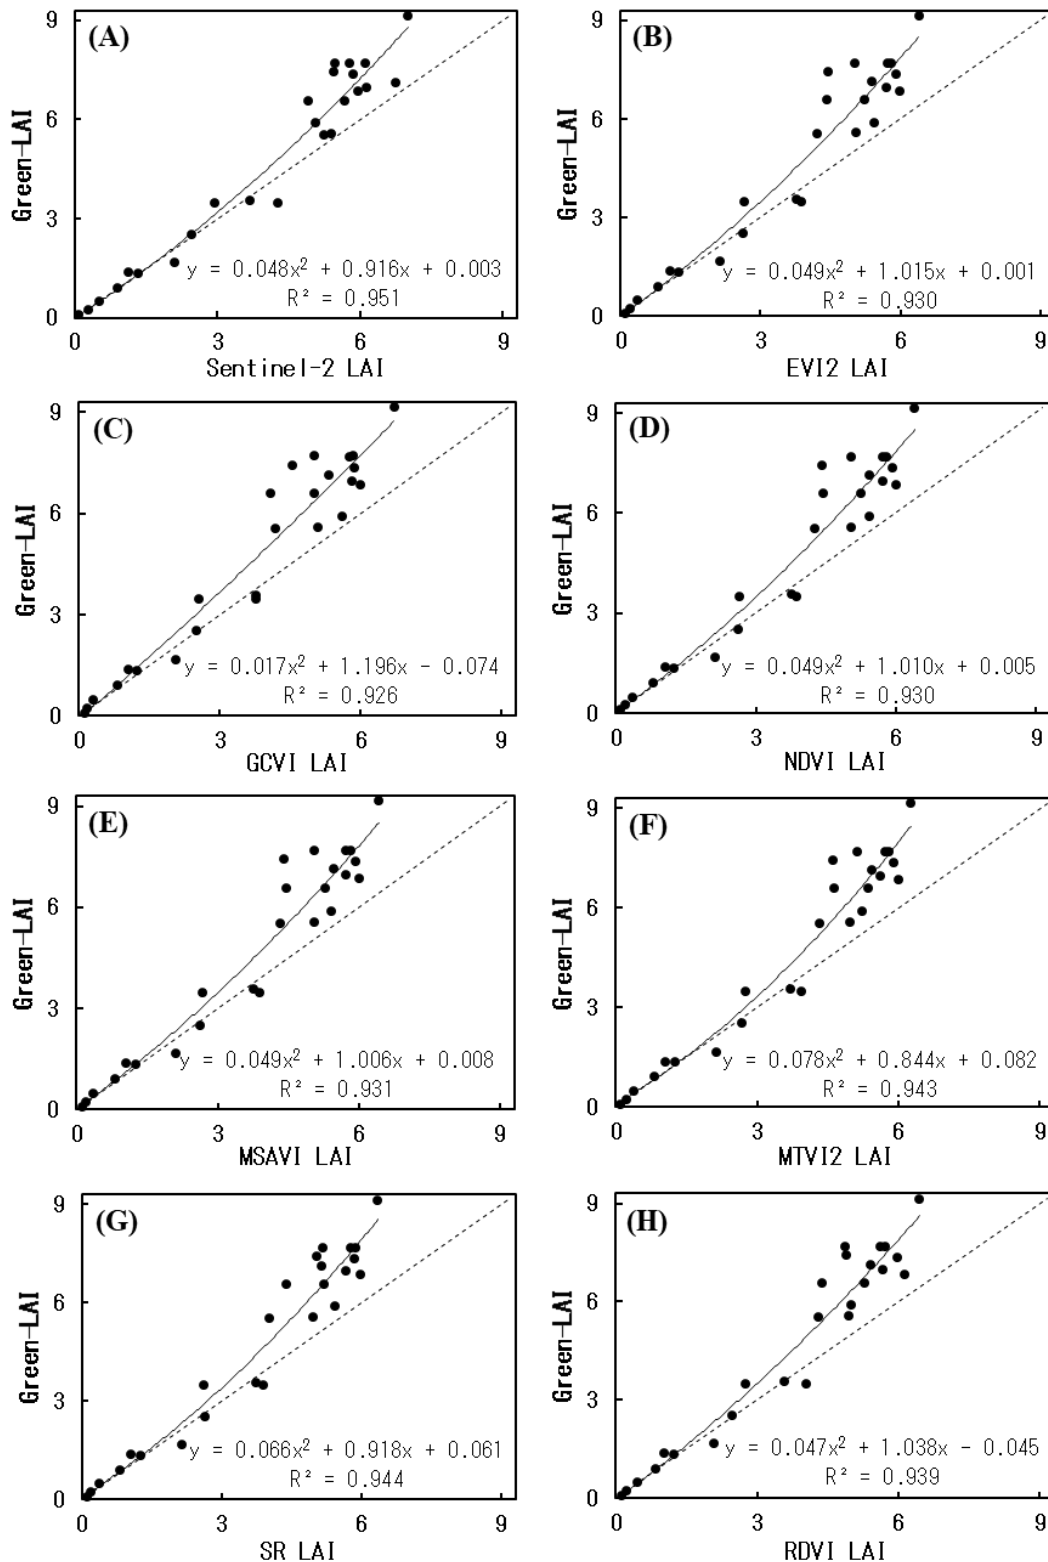 (A)
Green-LAI
9
6
3
0
y = 0.048x² + 0.916x + 0.003
R² = 0.951
0 3 6 9
Sentinel-2 LAI
(B)
Green-LAI
9
6
3
0
y = 0.049x² + 1.015x + 0.001
R² = 0.930
0 3 6 9
EVI2 LAI
(C)
Green-LAI
9
6
3
0
y = 0.017x² + 1.196x - 0.074
R² = 0.926
0 3 6 9
GCVI LAI
(D)
Green-LAI
9
6
3
0
y = 0.049x² + 1.010x + 0.005
R² = 0.930
0 3 6 9
NDVI LAI
(E)
Green-LAI
9
6
3
0
y = 0.049x² + 1.006x + 0.008
R² = 0.931
0 3 6 9
MSAVI LAI
(F)
Green-LAI
9
6
3
0
y = 0.078x² + 0.844x + 0.082
R² = 0.943
0 3 6 9
MTVI2 LAI
(G)
Green-LAI
9
6
3
0
y = 0.066x² + 0.918x + 0.061
R² = 0.944
0 3 6 9
SR LAI
(H)
Green-LAI
9
6
3
0
y = 0.047x² + 1.038x - 0.045
R² = 0.939
0 3 6 9
RDVI LAI